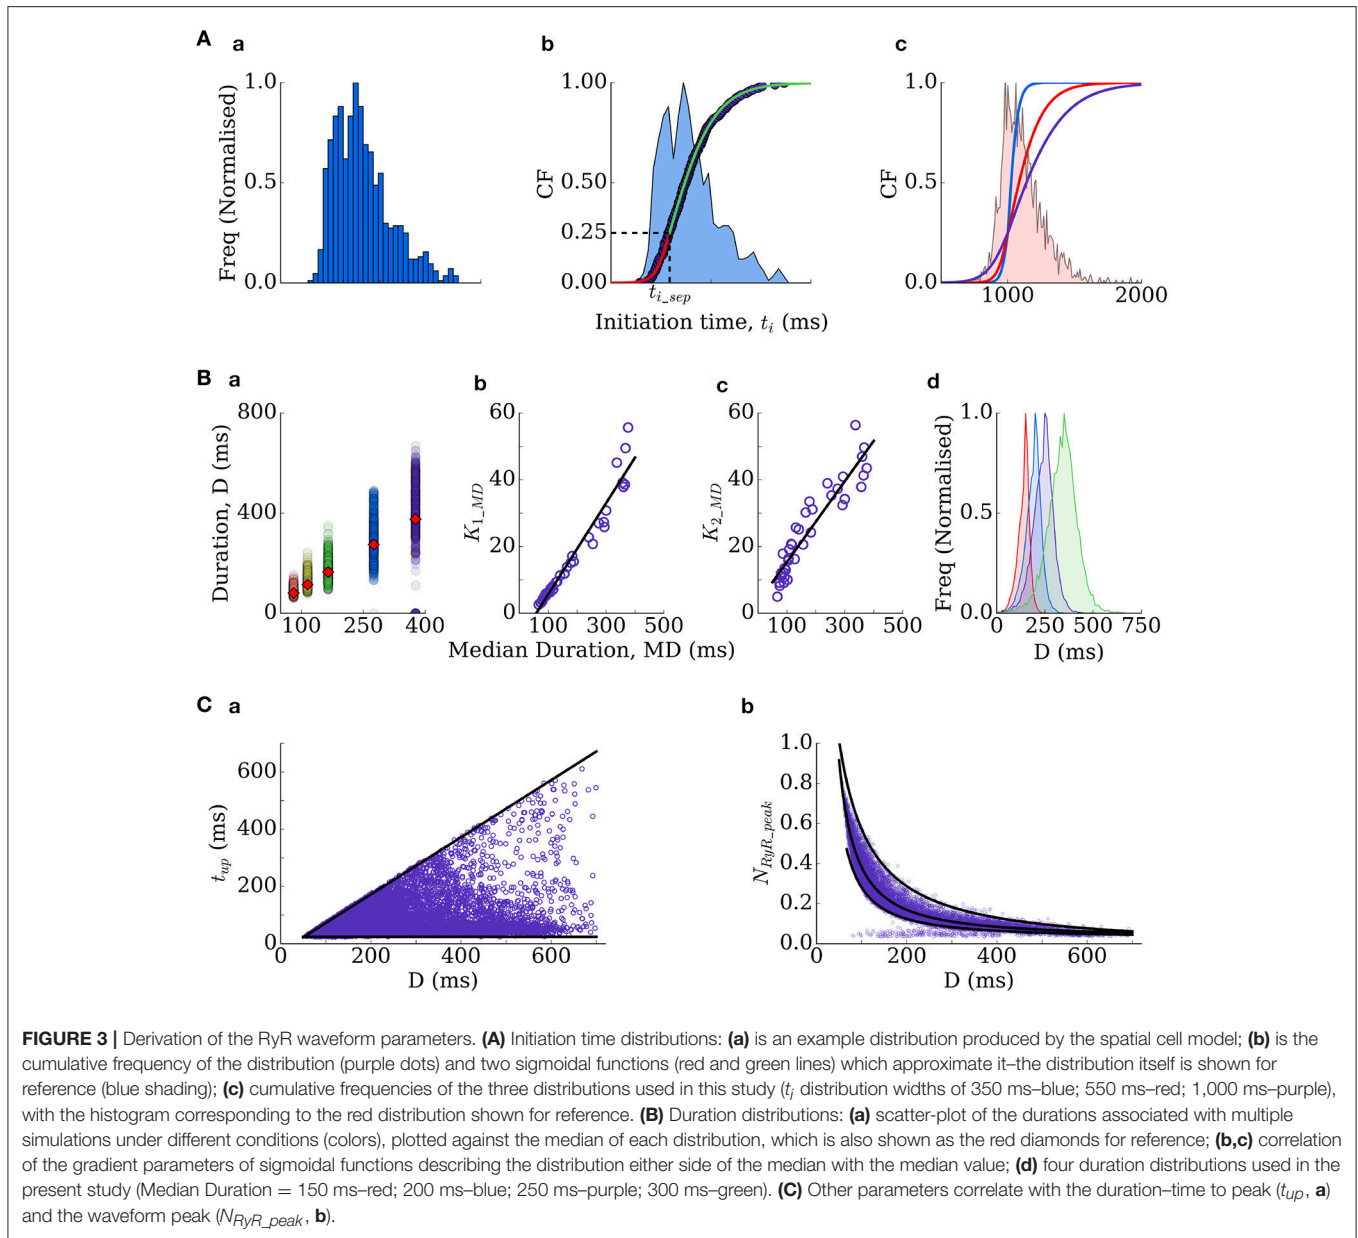 A a
Freq (Normalised)
1.0
0.5
0.0
b
CF
1.00
0.50
0.25
0.00
t_{i_sep}
Initiation time, t_i (ms)
c
CF
1.0
0.5
0.0
1000 2000
B a
Duration, D (ms)
800
400
0
100 250 400
b
K_{1_MD}
60
40
20
0
100 300 500
Median Duration, MD (ms)
c
K_{2_MD}
60
40
20
0
100 300 500
d
Freq (Normalised)
1.0
0.5
0.0
0 250 500 750
D (ms)
C a
t_{up} (ms)
600
400
200
0
0 200 400 600
D (ms)
b
N_{RyR_peak}
1.0
0.8
0.6
0.4
0.2
0.0
0 200 400 600
D (ms)
FIGURE 3 | Derivation of the RyR waveform parameters. (A) Initiation time distributions: (a) is an example distribution produced by the spatial cell model; (b) is the
cumulative frequency of the distribution (purple dots) and two sigmoidal functions (red and green lines) which approximate it–the distribution itself is shown for
reference (blue shading); (c) cumulative frequencies of the three distributions used in this study (t_i distribution widths of 350 ms–blue; 550 ms–red; 1,000 ms–purple),
with the histogram corresponding to the red distribution shown for reference. (B) Duration distributions: (a) scatter-plot of the durations associated with multiple
simulations under different conditions (colors), plotted against the median of each distribution, which is also shown as the red diamonds for reference; (b,c) correlation
of the gradient parameters of sigmoidal functions describing the distribution either side of the median with the median value; (d) four duration distributions used in the
present study (Median Duration = 150 ms–red; 200 ms–blue; 250 ms–purple; 300 ms–green). (C) Other parameters correlate with the duration–time to peak (t_{up}, a)
and the waveform peak (N_{RyR_peak}, b).